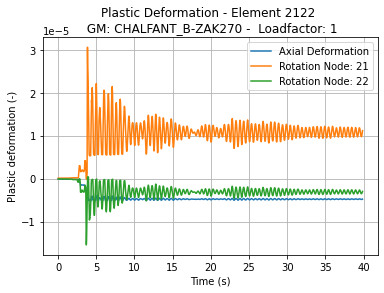 Plastic Deformation - Element 2122
GM: CHALFANT_B-ZAK270 -  Loadfactor: 1
1e−5
Axial Deformation
Rotation Node: 21
Rotation Node: 22
3
2
1
0
−1
Plastic deformation (-)
0 5 10 15 20 25 30 35 40
Time (s)